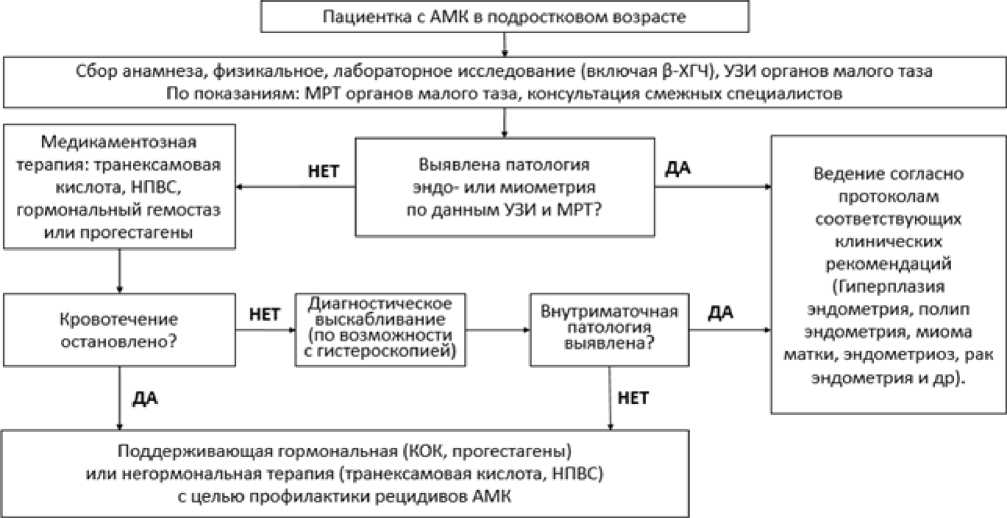 Пациентка с АМК в подростковом возрасте
Сбор анамнеза, физикальное, лабораторное исследование (включая β-ХГЧ), УЗИ органов малого таза
По показаниям: МРТ органов малого таза, консультация смежных специалистов
Медикаментозная
терапия: транексамовая
кислота, НПВС,
гормональный гемостаз
или прогестагены
НЕТ
Выявлена патология
эндо- или миометрия
по данным УЗИ и МРТ?
ДА
Ведение согласно
протоколам
соответствующих
клинических
рекомендаций
(Гиперплазия
эндометрия, полип
эндометрия, миома
матки, эндометриоз, рак
эндометрия и др).
Кровотечение
остановлено?
НЕТ
Диагностическое
выскабливание
(по возможности
с гистероскопией)
Внутриматочная
патология
выявлена?
ДА
ДА
НЕТ
Поддерживающая гормональная (КОК, прогестагены)
или негормональная терапия (транексамовая кислота, НПВС)
с целью профилактики рецидивов АМК